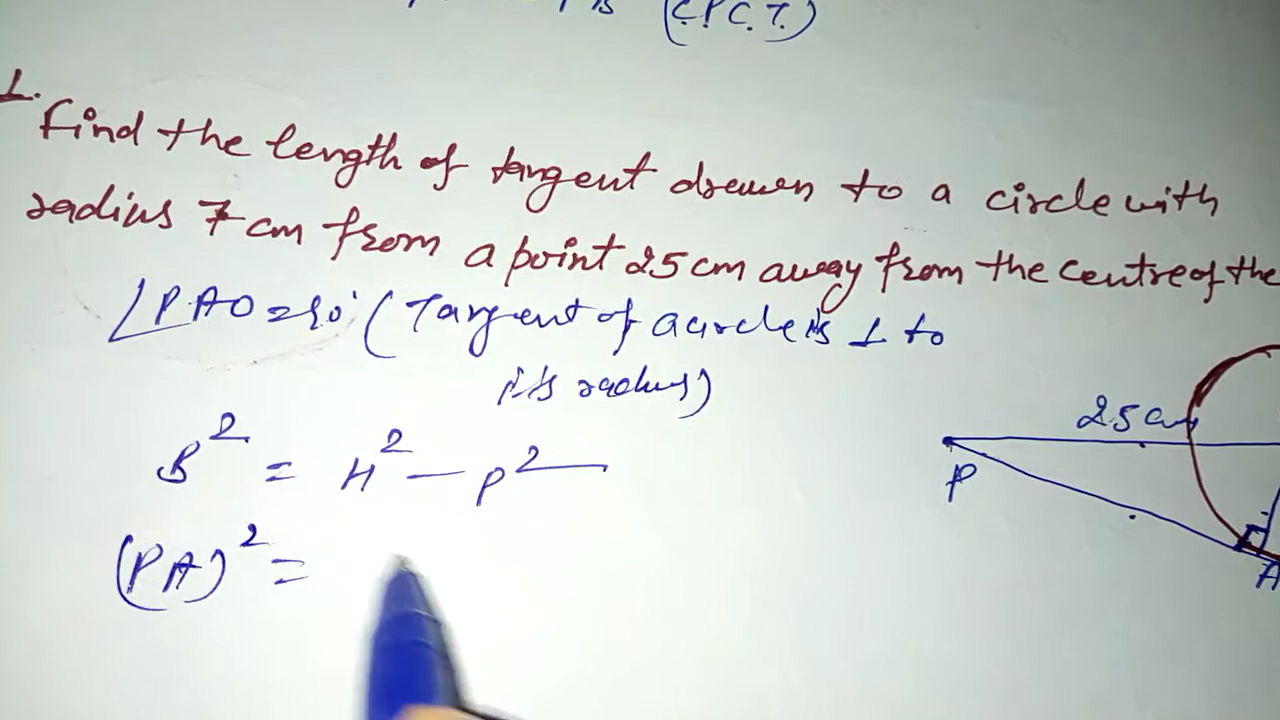 (C.P.C.T.)
1.
Find the length of tangent drawn to a circle with
radius 7 cm from a point 25 cm away from the centre of the
∠PAO = 90° (Tangent of a circle is ⊥ to
its radius)
B² = H² - P²
(PA)² =
25 cm
P
A